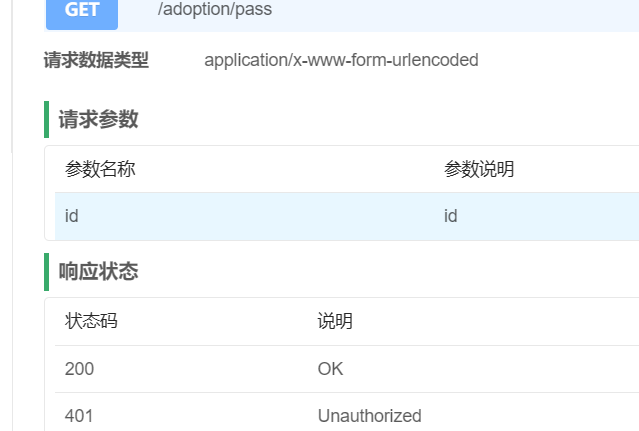 GET /adoption/pass
请求数据类型 application/x-www-form-urlencoded
请求参数
参数名称 参数说明
id id
响应状态
状态码 说明
200 OK
401 Unauthorized